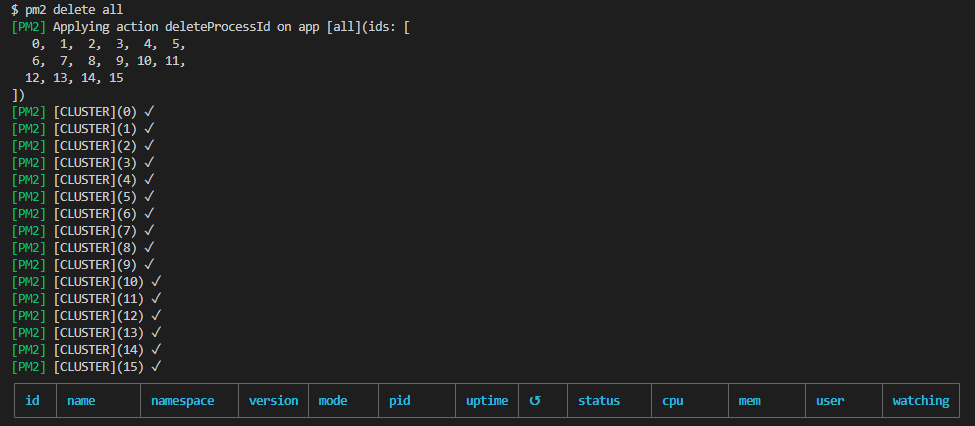 $ pm2 delete all
[PM2] Applying action deleteProcessId on app [all](ids: [
   0,  1,  2,  3,  4,  5,
   6,  7,  8,  9, 10, 11,
  12, 13, 14, 15
])
[PM2] [CLUSTER](0) ✓
[PM2] [CLUSTER](1) ✓
[PM2] [CLUSTER](2) ✓
[PM2] [CLUSTER](3) ✓
[PM2] [CLUSTER](4) ✓
[PM2] [CLUSTER](5) ✓
[PM2] [CLUSTER](6) ✓
[PM2] [CLUSTER](7) ✓
[PM2] [CLUSTER](8) ✓
[PM2] [CLUSTER](9) ✓
[PM2] [CLUSTER](10) ✓
[PM2] [CLUSTER](11) ✓
[PM2] [CLUSTER](12) ✓
[PM2] [CLUSTER](13) ✓
[PM2] [CLUSTER](14) ✓
[PM2] [CLUSTER](15) ✓
id name namespace version mode pid uptime ↺ status cpu mem user watching